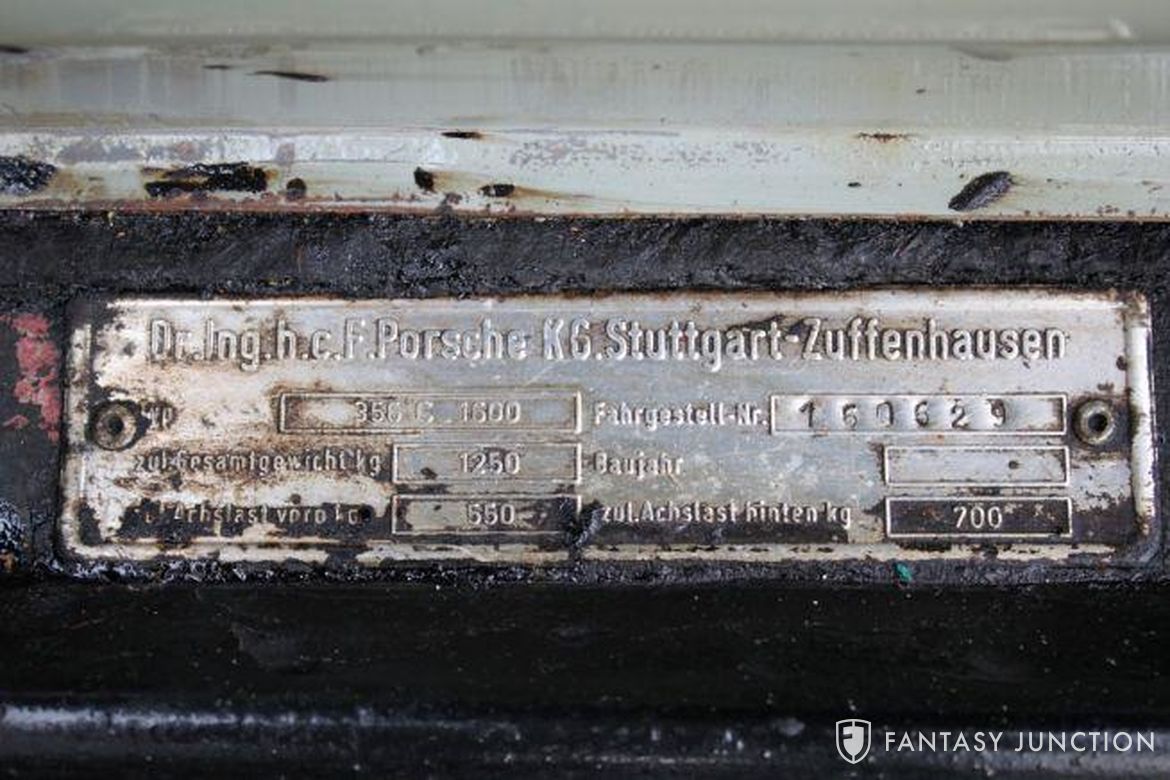 Dr.Ing.h.c.F.Porsche KG.Stuttgart-Zuffenhausen
356 C 1600 Fahrgestell-Nr. 160629
zul.Gesamtgewicht kg 1250 Baujahr
zul.Achslast vorn kg 550 zul.Achslast hinten kg 700
FANTASY JUNCTION